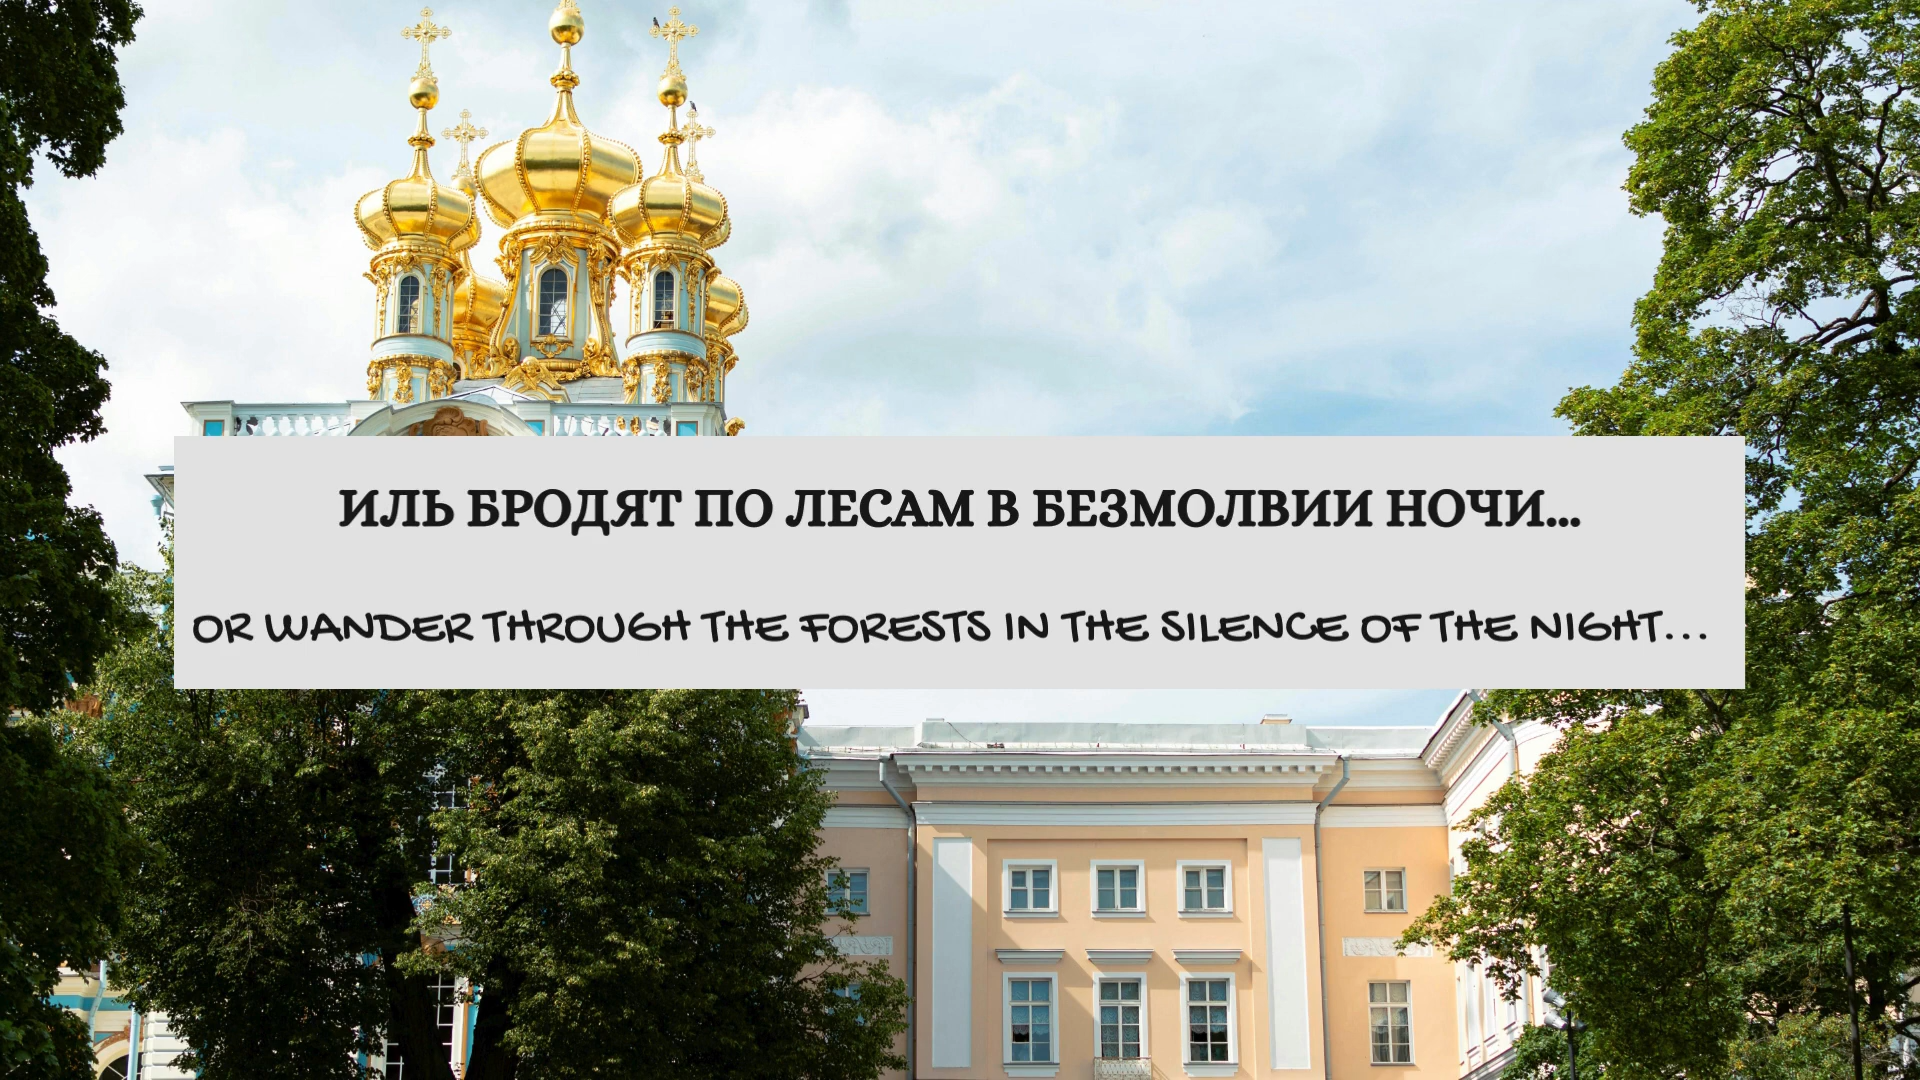 ИЛЬ БРОДЯТ ПО ЛЕСАМ В БЕЗМОЛВИИ НОЧИ...
OR WANDER THROUGH THE FORESTS IN THE SILENCE OF THE NIGHT...